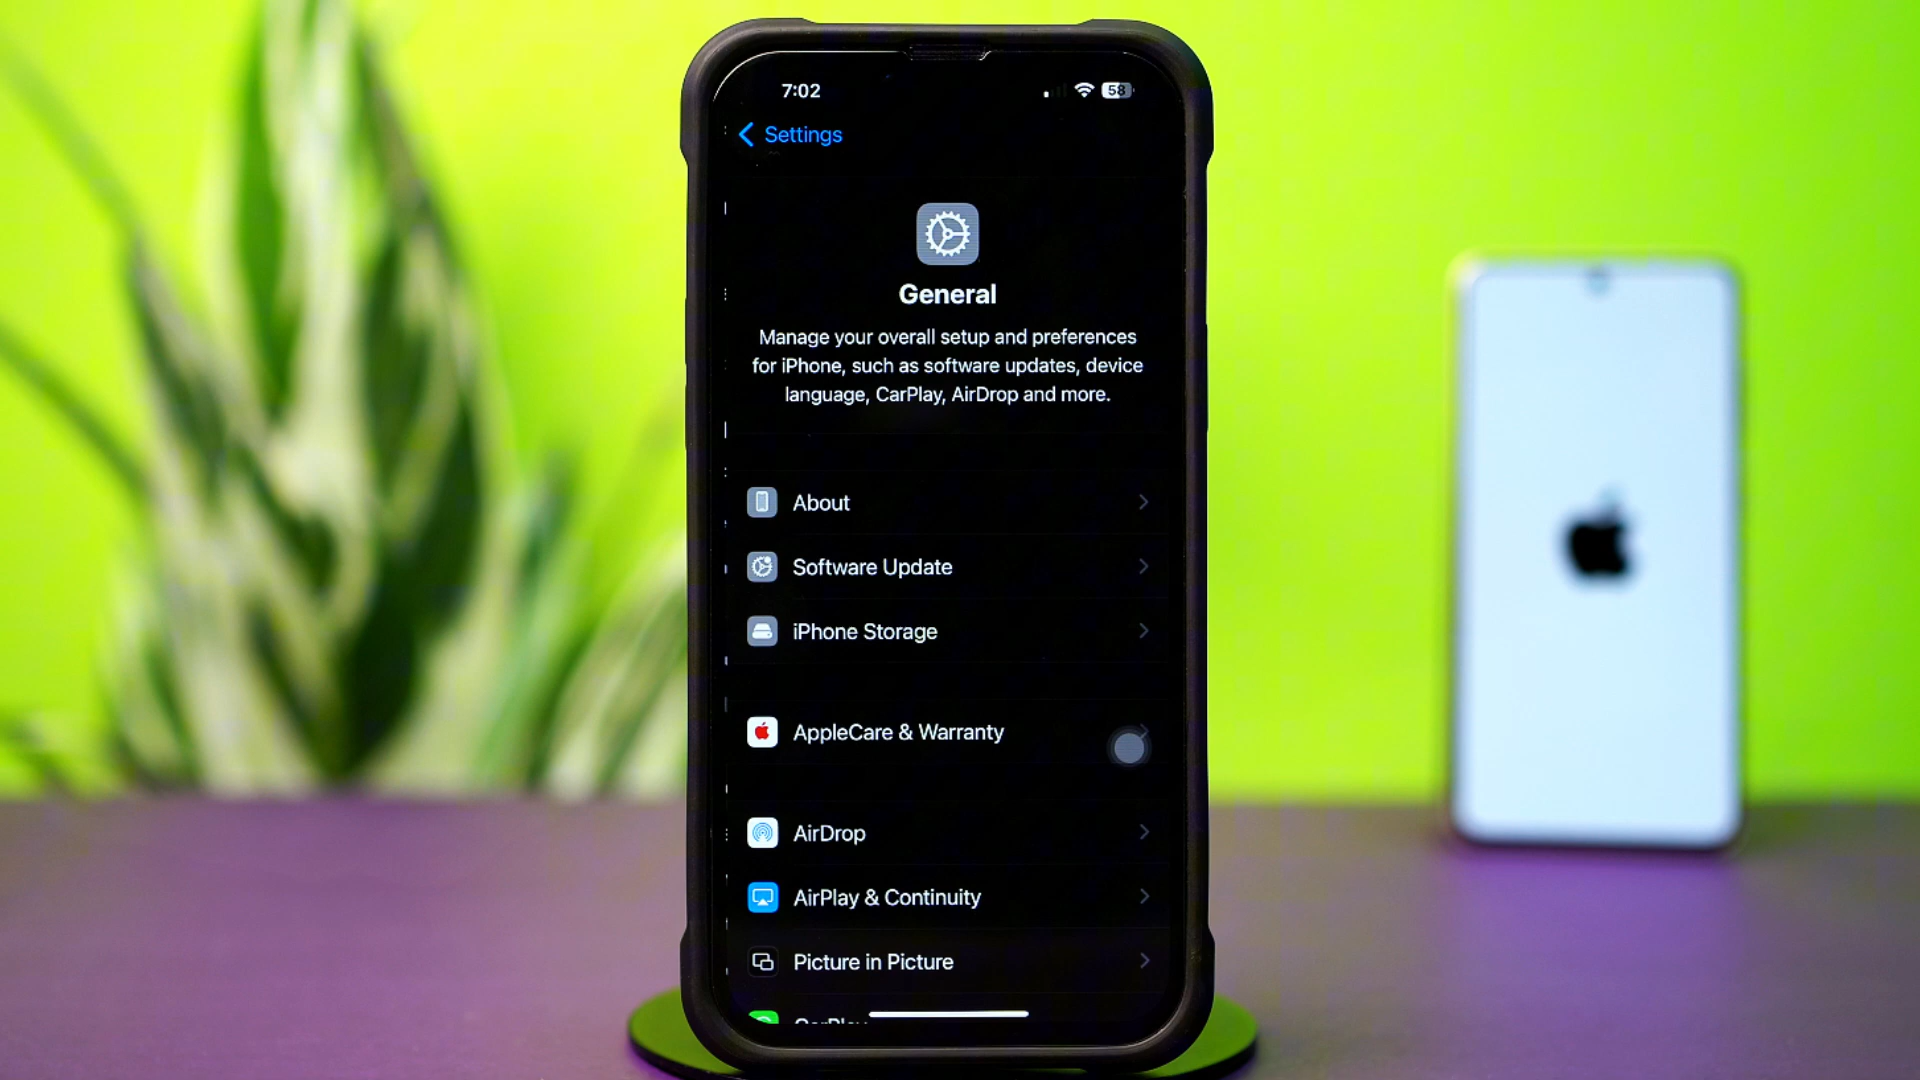 7:02
58
Settings
General
Manage your overall setup and preferences
for iPhone, such as software updates, device
language, CarPlay, AirDrop and more.
About
Software Update
iPhone Storage
AppleCare & Warranty
AirDrop
AirPlay & Continuity
Picture in Picture
CarPlay